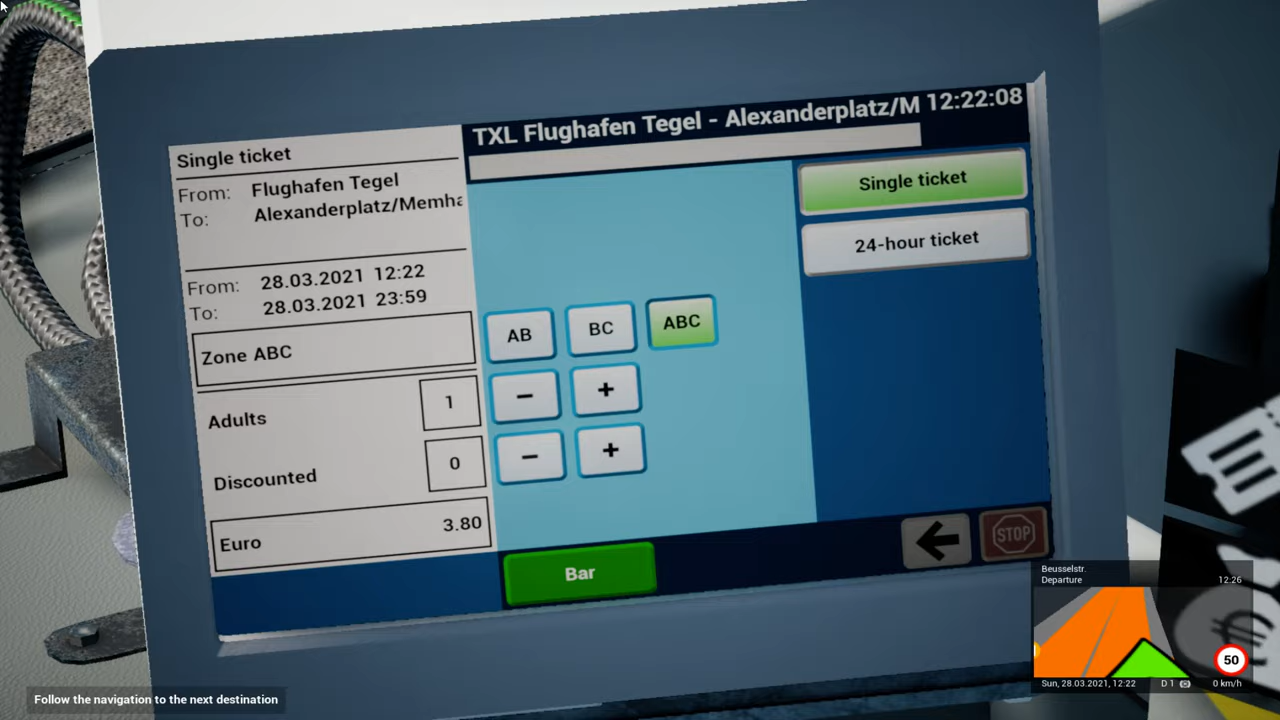 TXL Flughafen Tegel - Alexanderplatz/M 12:22:08
Single ticket
From: Flughafen Tegel
To: Alexanderplatz/Memha
From: 28.03.2021 12:22
To: 28.03.2021 23:59
Zone ABC
Adults 1
Discounted 0
Euro 3.80
AB BC ABC
− +
− +
Single ticket
24-hour ticket
Bar
STOP
Beusselstr.
Departure 12:26
50
Sun, 28.03.2021, 12:22 D 1 0 km/h
Follow the navigation to the next destination